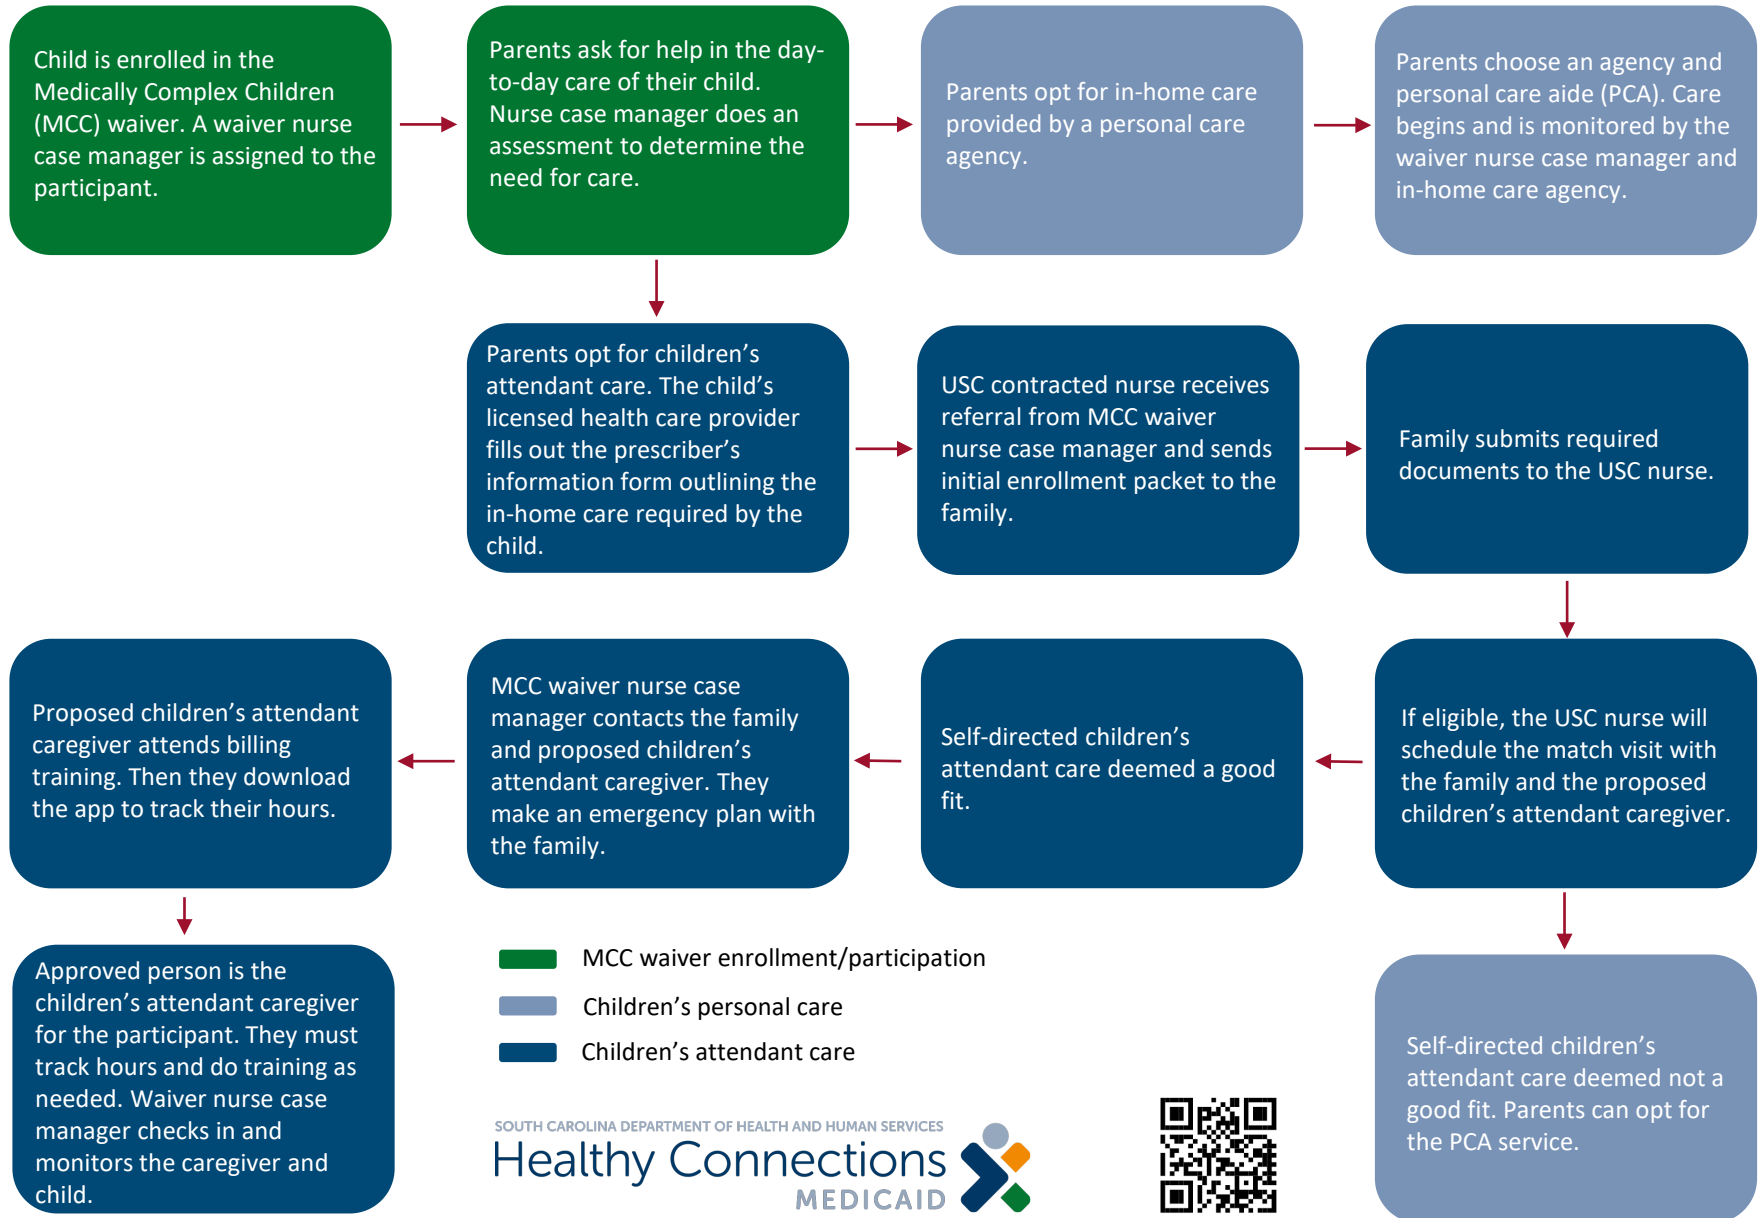 Child is enrolled in the
Medically Complex Children
(MCC) waiver. A waiver nurse
case manager is assigned to the
participant.
Parents ask for help in the day-
to-day care of their child.
Nurse case manager does an
assessment to determine the
need for care.
Parents opt for in-home care
provided by a personal care
agency.
Parents choose an agency and
personal care aide (PCA). Care
begins and is monitored by the
waiver nurse case manager and
in-home care agency.
Parents opt for children’s
attendant care. The child’s
licensed health care provider
fills out the prescriber’s
information form outlining the
in-home care required by the
child.
USC contracted nurse receives
referral from MCC waiver
nurse case manager and sends
initial enrollment packet to the
family.
Family submits required
documents to the USC nurse.
If eligible, the USC nurse will
schedule the match visit with
the family and the proposed
children’s attendant caregiver.
Self-directed children’s
attendant care deemed a good
fit.
MCC waiver nurse case
manager contacts the family
and proposed children’s
attendant caregiver. They
make an emergency plan with
the family.
Proposed children’s attendant
caregiver attends billing
training. Then they download
the app to track their hours.
Approved person is the
children’s attendant caregiver
for the participant. They must
track hours and do training as
needed. Waiver nurse case
manager checks in and
monitors the caregiver and
child.
Self-directed children’s
attendant care deemed not a
good fit. Parents can opt for
the PCA service.
MCC waiver enrollment/participation
Children’s personal care
Children’s attendant care
SOUTH CAROLINA DEPARTMENT OF HEALTH AND HUMAN SERVICES
Healthy Connections
MEDICAID